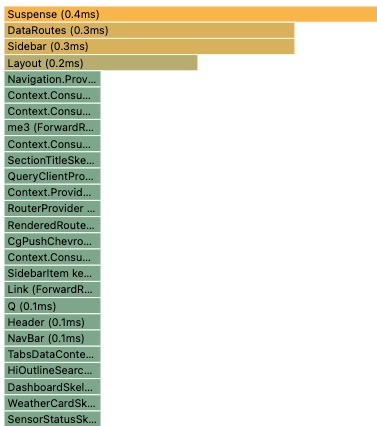 Suspense (0.4ms)
DataRoutes (0.3ms)
Sidebar (0.3ms)
Layout (0.2ms)
Navigation.Prov...
Context.Consu...
Context.Consu...
me3 (ForwardR...
Context.Consu...
SectionTitleSke...
QueryClientPro...
Context.Provid...
RouterProvider ...
RenderedRoute...
CgPushChevro...
Context.Consu...
SidebarItem ke...
Link (ForwardR...
Q (0.1ms)
Header (0.1ms)
NavBar (0.1ms)
TabsDataConte...
HiOutlineSearc...
DashboardSkel...
WeatherCardSk...
SensorStatusSk...